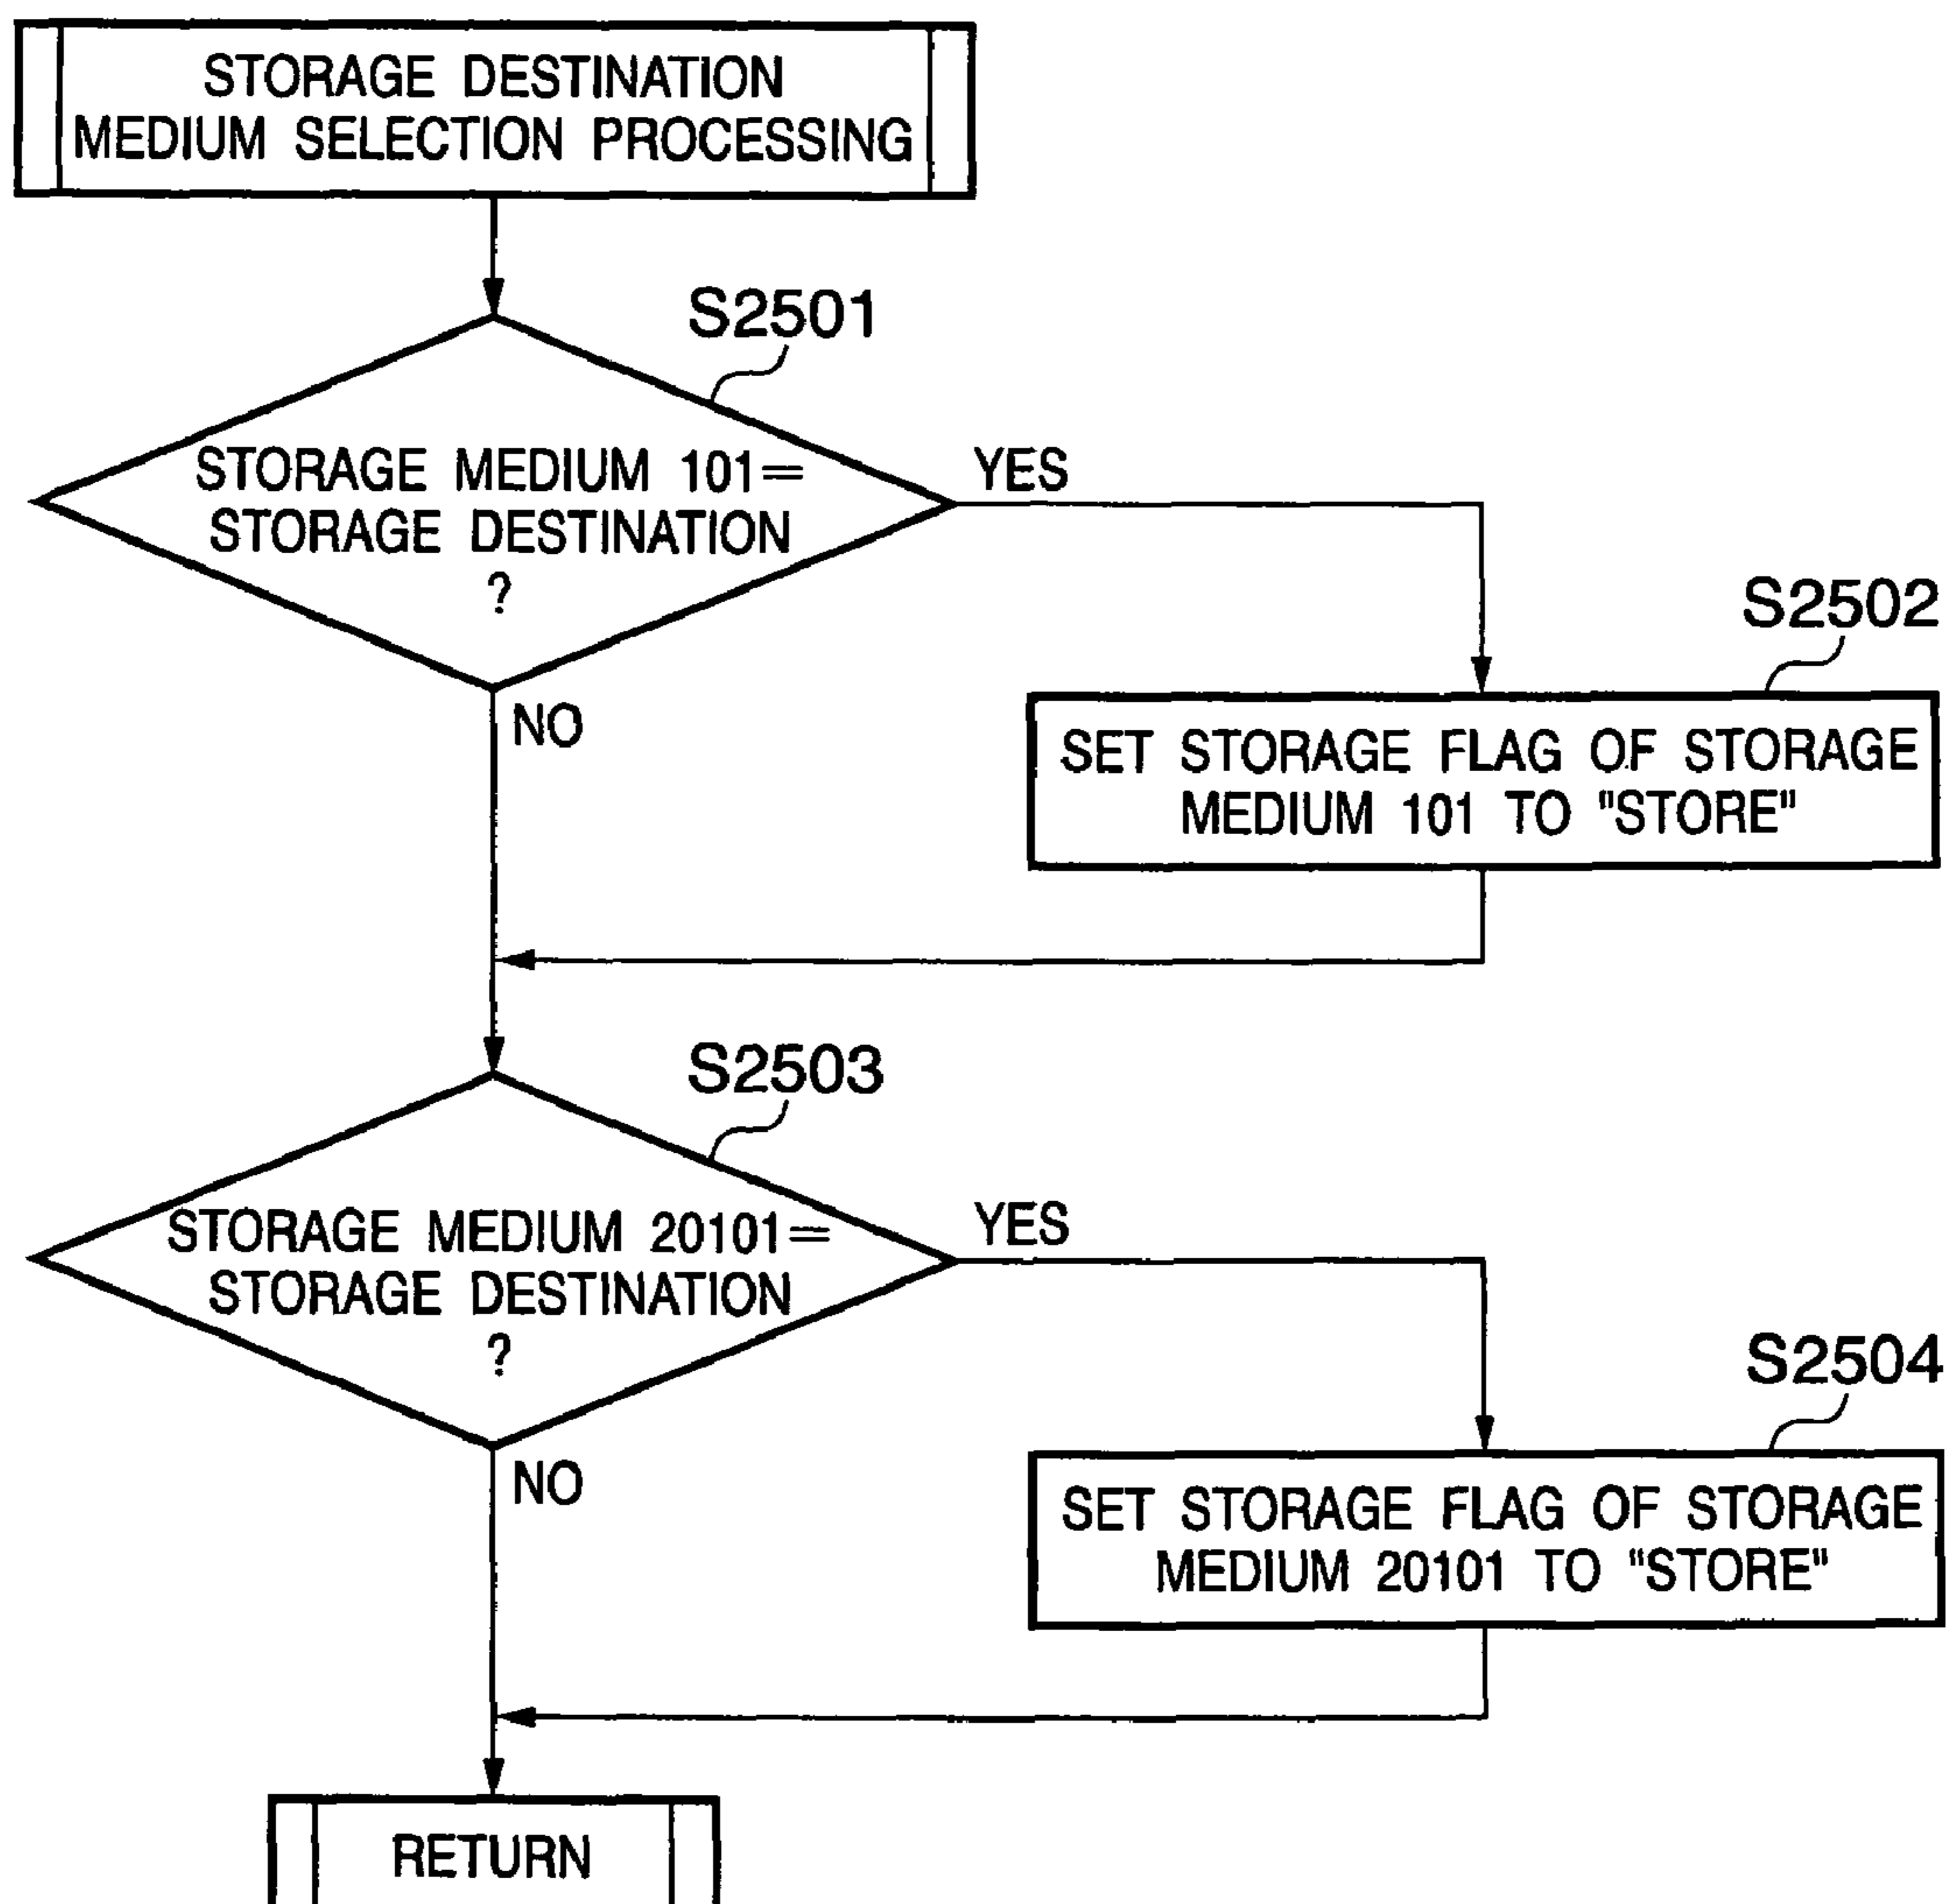 STORAGE DESTINATION
MEDIUM SELECTION PROCESSING
S2501
STORAGE MEDIUM 101=
STORAGE DESTINATION
?
YES
NO
S2502
SET STORAGE FLAG OF STORAGE
MEDIUM 101 TO "STORE"
S2503
STORAGE MEDIUM 20101=
STORAGE DESTINATION
?
YES
NO
S2504
SET STORAGE FLAG OF STORAGE
MEDIUM 20101 TO "STORE"
RETURN